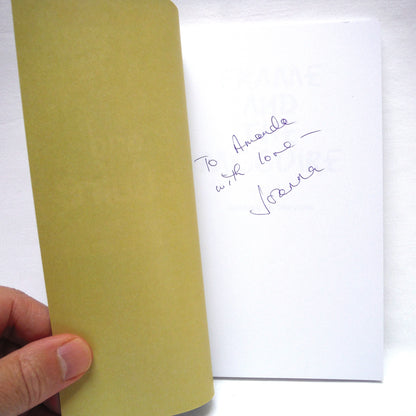 To Amanda
with love —
Joanna